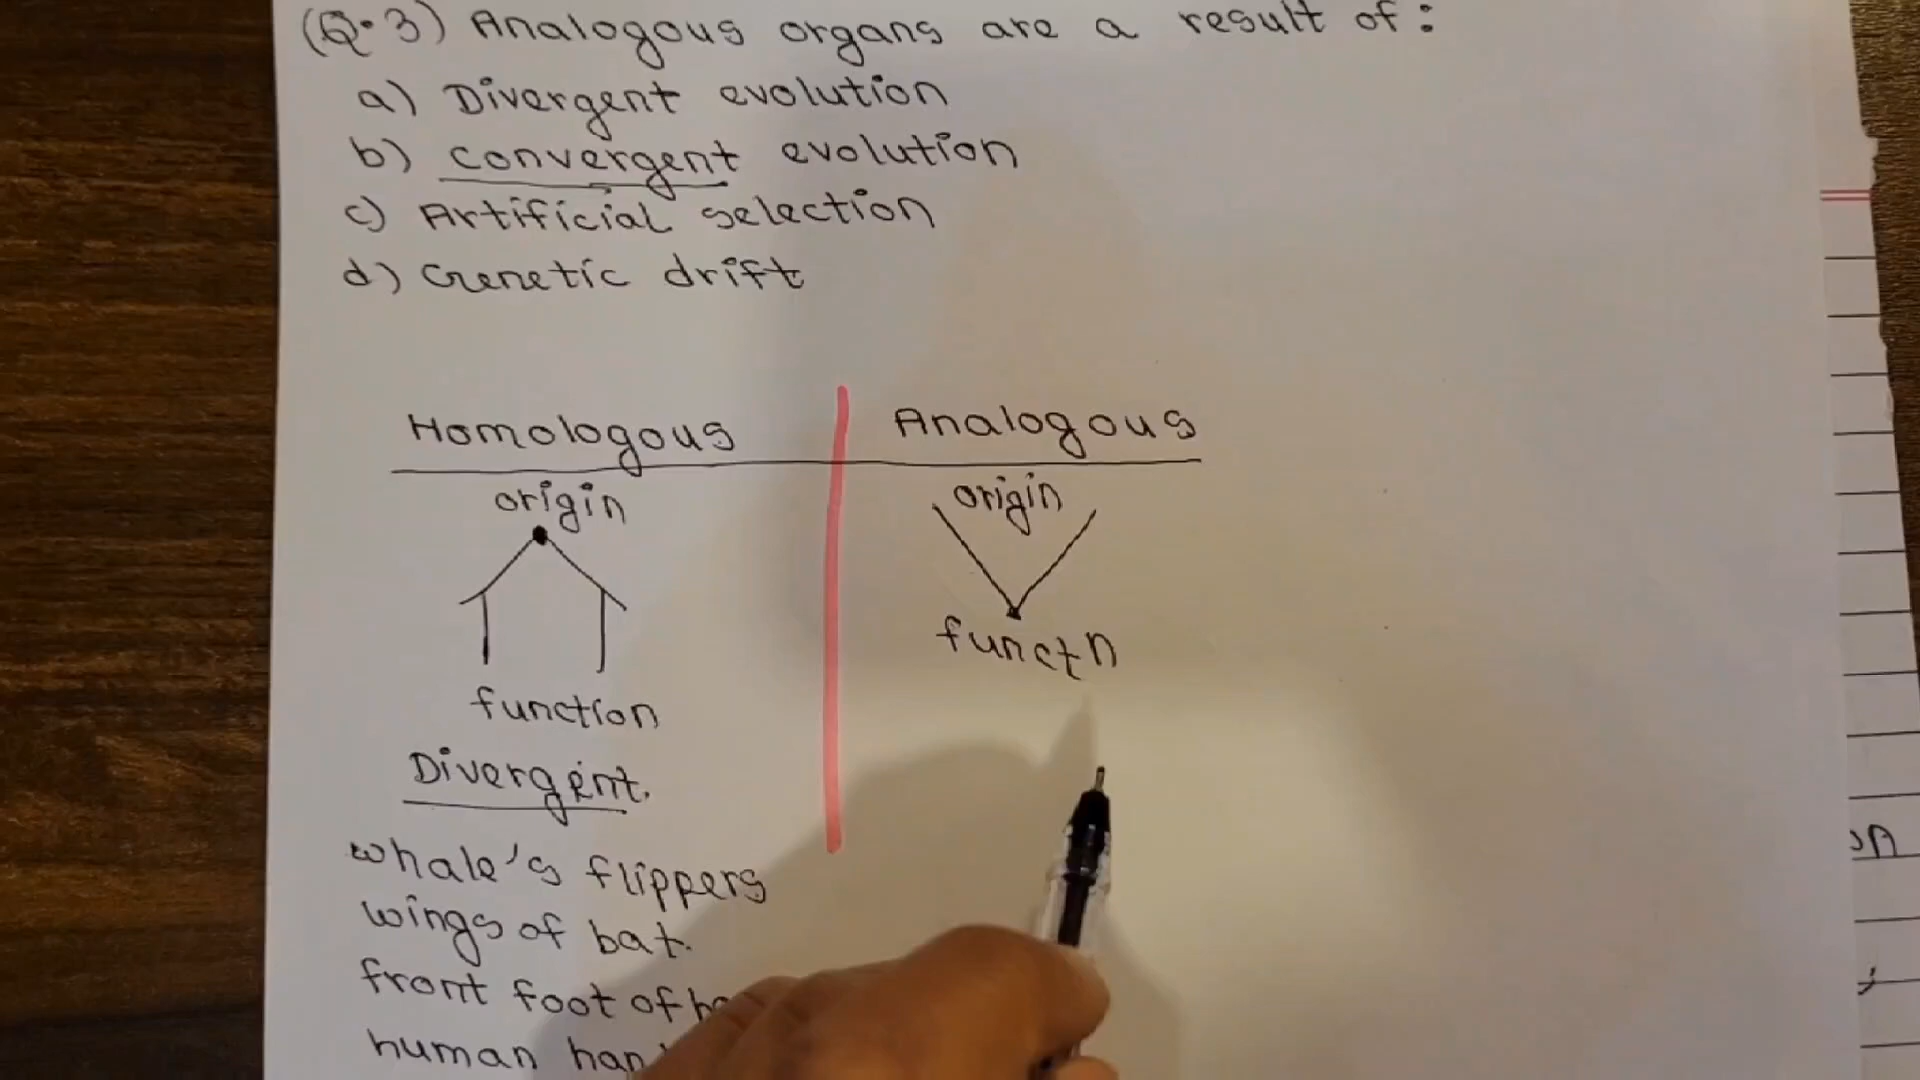 (Q.3) Analogous organs are a result of:
a) Divergent evolution
b) convergent evolution
c) Artificial selection
d) Genetic drift
Homologous
origin
function
Divergent.
whale's flippers
wings of bat.
front foot of
human
Analogous
origin
functn